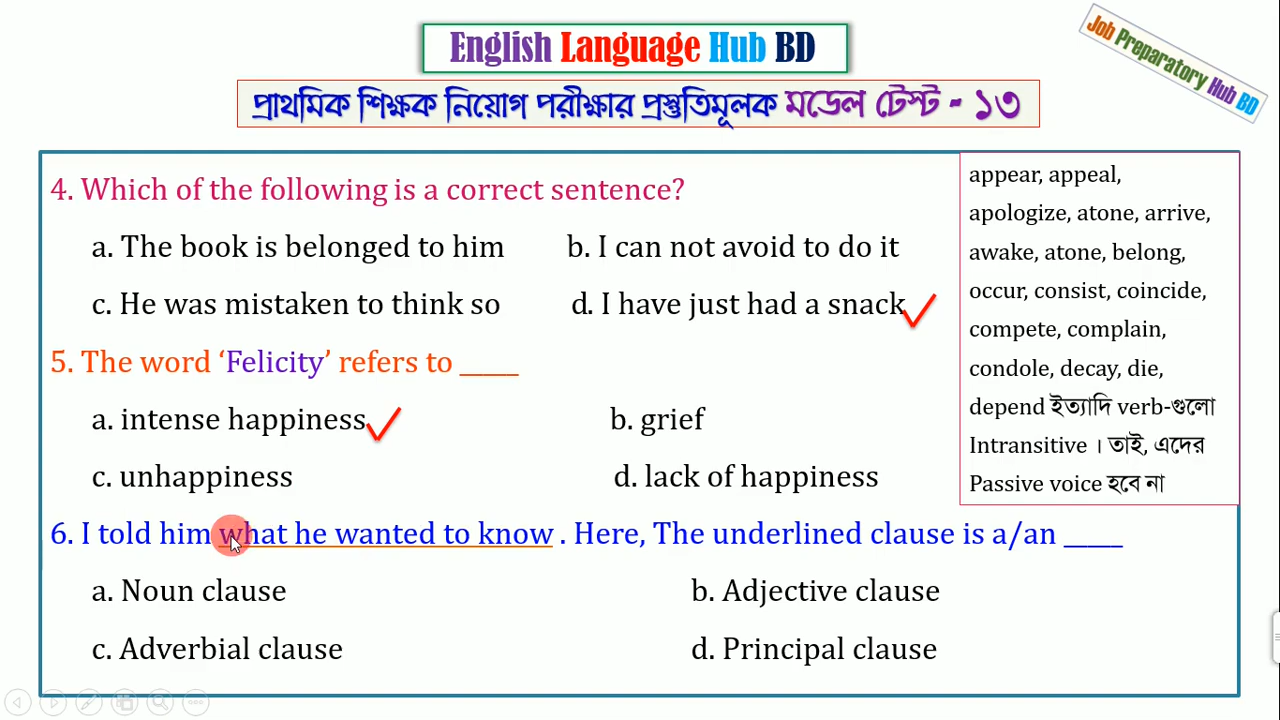 English Language Hub BD
Job Preparatory Hub BD
প্রাথমিক শিক্ষক নিয়োগ পরীক্ষার প্রস্তুতিমূলক মডেল টেস্ট - ১৩
4. Which of the following is a correct sentence?
a. The book is belonged to him b. I can not avoid to do it
c. He was mistaken to think so d. I have just had a snack
5. The word ‘Felicity’ refers to _____
a. intense happiness b. grief
c. unhappiness d. lack of happiness
6. I told him what he wanted to know . Here, The underlined clause is a/an _____
a. Noun clause b. Adjective clause
c. Adverbial clause d. Principal clause
appear, appeal,
apologize, atone, arrive,
awake, atone, belong,
occur, consist, coincide,
compete, complain,
condole, decay, die,
depend ইত্যাদি verb-গুলো
Intransitive । তাই, এদের
Passive voice হবে না